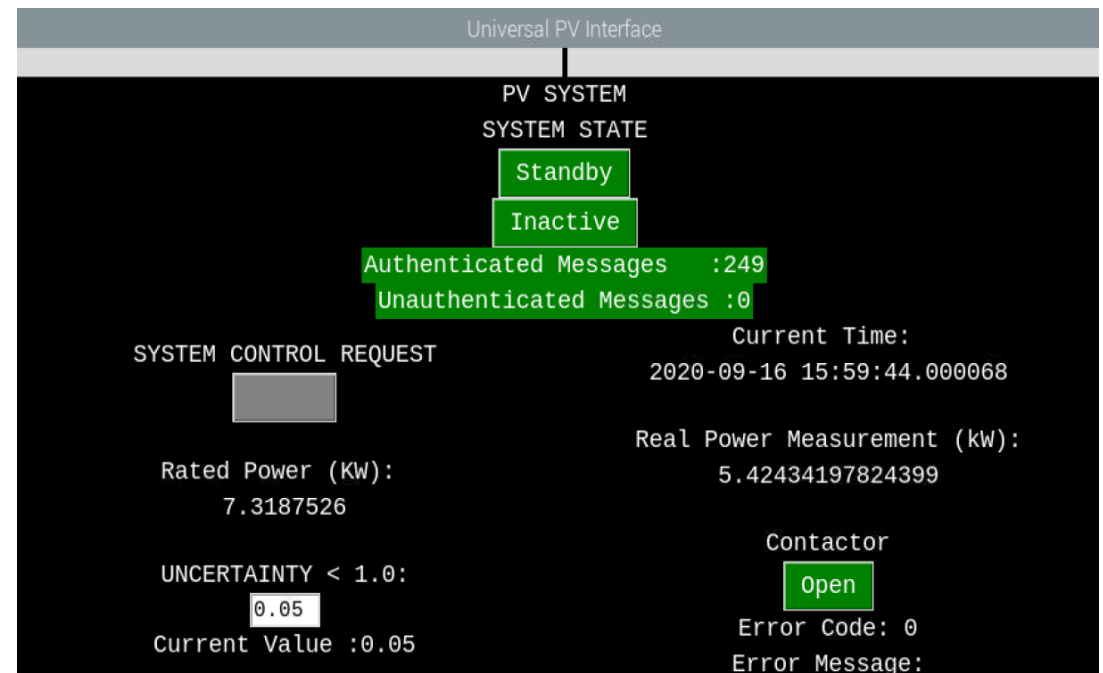 Universal PV Interface
PV SYSTEM
SYSTEM STATE
Standby
Inactive
Authenticated Messages :249
Unauthenticated Messages :0
SYSTEM CONTROL REQUEST
Rated Power (KW):
7.3187526
UNCERTAINTY < 1.0:
0.05
Current Value :0.05
Current Time:
2020-09-16 15:59:44.000068
Real Power Measurement (kW):
5.42434197824399
Contactor
Open
Error Code: 0
Error Message: